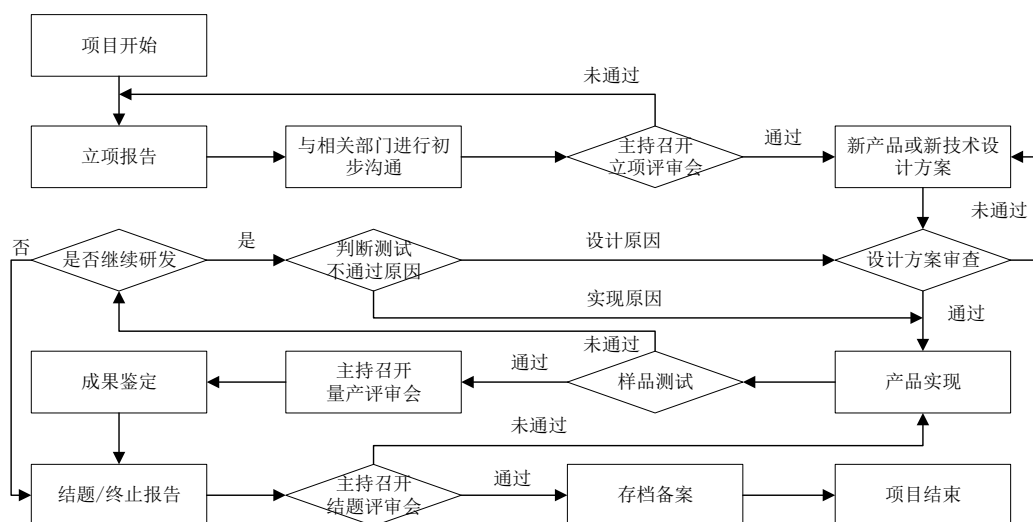 项目开始
未通过
立项报告
与相关部门进行初
步沟通
主持召开
立项评审会
通过
新产品或新技术设
计方案
未通过
否
是否继续研发
是
判断测试
不通过原因
设计原因
设计方案审查
实现原因
通过
未通过
成果鉴定
主持召开
量产评审会
通过
样品测试
产品实现
未通过
结题/终止报告
主持召开
结题评审会
通过
存档备案
项目结束